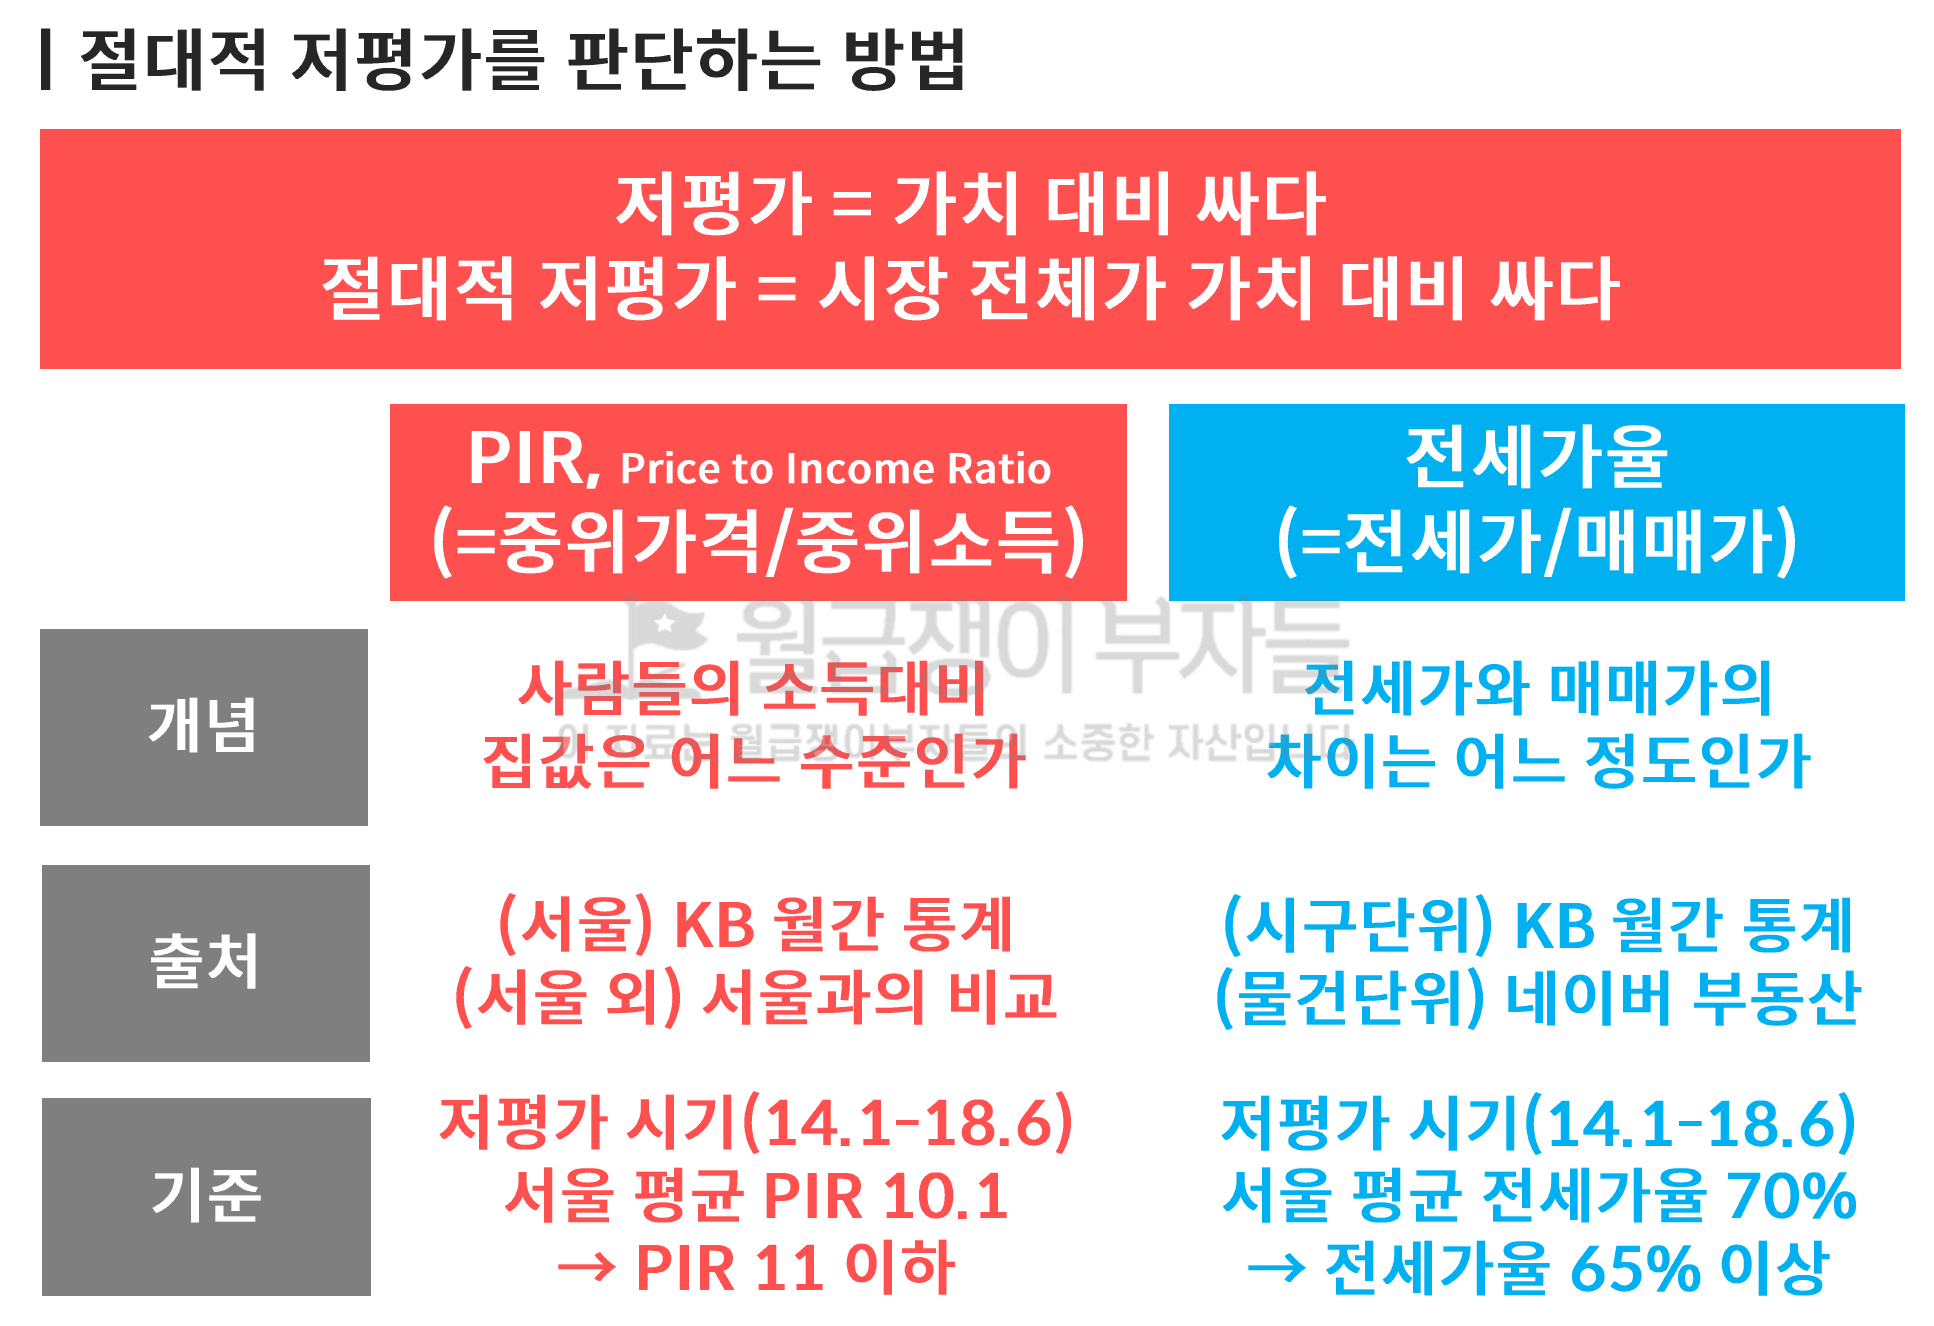 절대적 저평가를 판단하는 방법
저평가 = 가치 대비 싸다
절대적 저평가 = 시장 전체가 가치 대비 싸다
PIR, Price to Income Ratio
(=중위가격/중위소득)
전세가율
(=전세가/매매가)
월급쟁이 부자들
이 자료는 월급쟁이부자들의 소중한 자산입니다
개념
사람들의 소득대비
집값은 어느 수준인가
전세가와 매매가의
차이는 어느 정도인가
출처
(서울) KB 월간 통계
(서울 외) 서울과의 비교
(시구단위) KB 월간 통계
(물건단위) 네이버 부동산
기준
저평가 시기(14.1-18.6)
서울 평균 PIR 10.1
→ PIR 11 이하
저평가 시기(14.1-18.6)
서울 평균 전세가율 70%
→ 전세가율 65% 이상